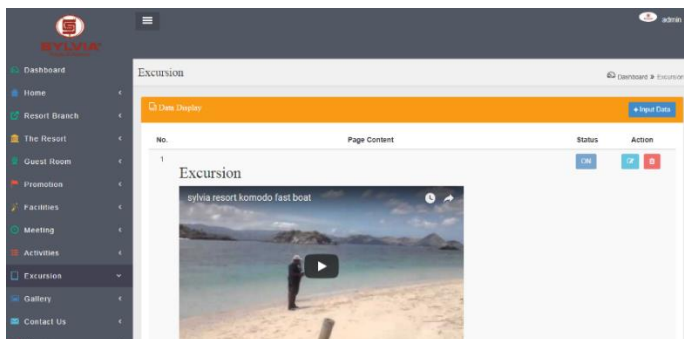 SYLVIA
admin
Dashboard
Home
Resort Branch
The Resort
Guest Room
Promotion
Facilities
Meeting
Activities
Excursion
Gallery
Contact Us
Excursion
Dashboard » Excursion
Data Display
+Input Data
No. Page Content Status Action
1 ON
Excursion
sylvia resort komodo fast boat